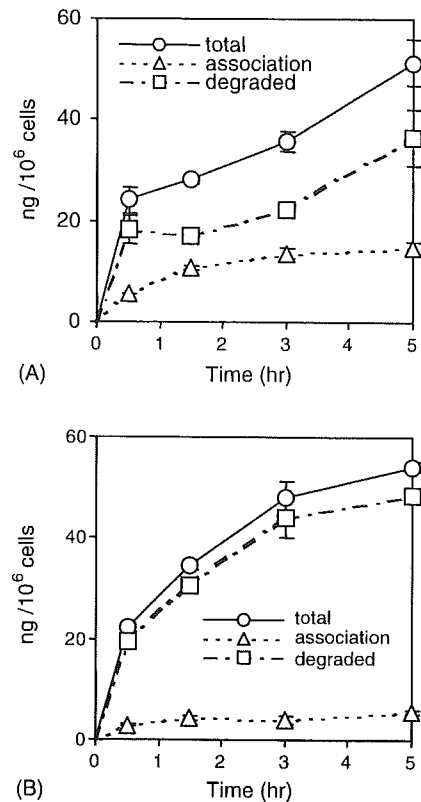 60
total
association
degraded
40
ng /10⁶ cells
20
0
0 1 2 3 4 5
(A)
Time (hr)
60
40
ng /10⁶ cells
total
association
degraded
20
0
0 1 2 3 4 5
(B)
Time (hr)